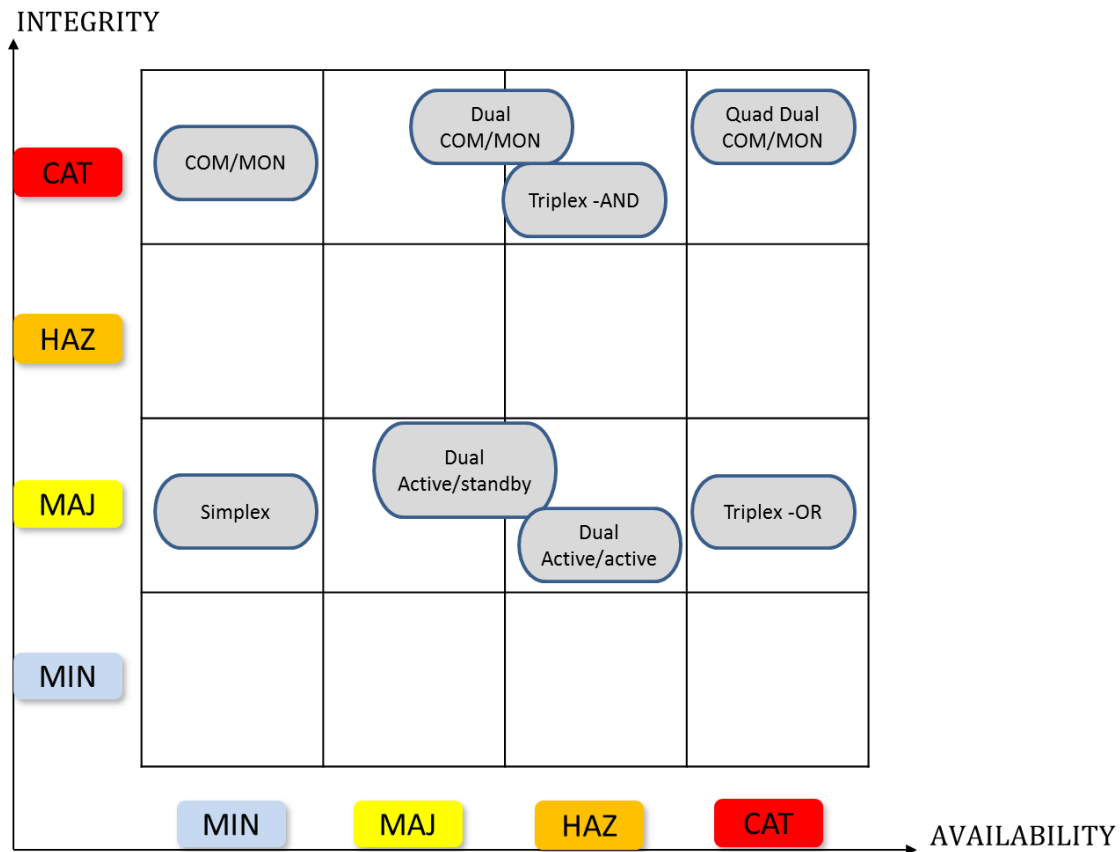 INTEGRITY
Dual
COM/MON
Quad Dual
COM/MON
CAT
COM/MON
Triplex -AND
HAZ
Dual
Active/standby
MAJ
Simplex
Triplex -OR
Dual
Active/active
MIN
MIN
MAJ
HAZ
CAT
AVAILABILITY